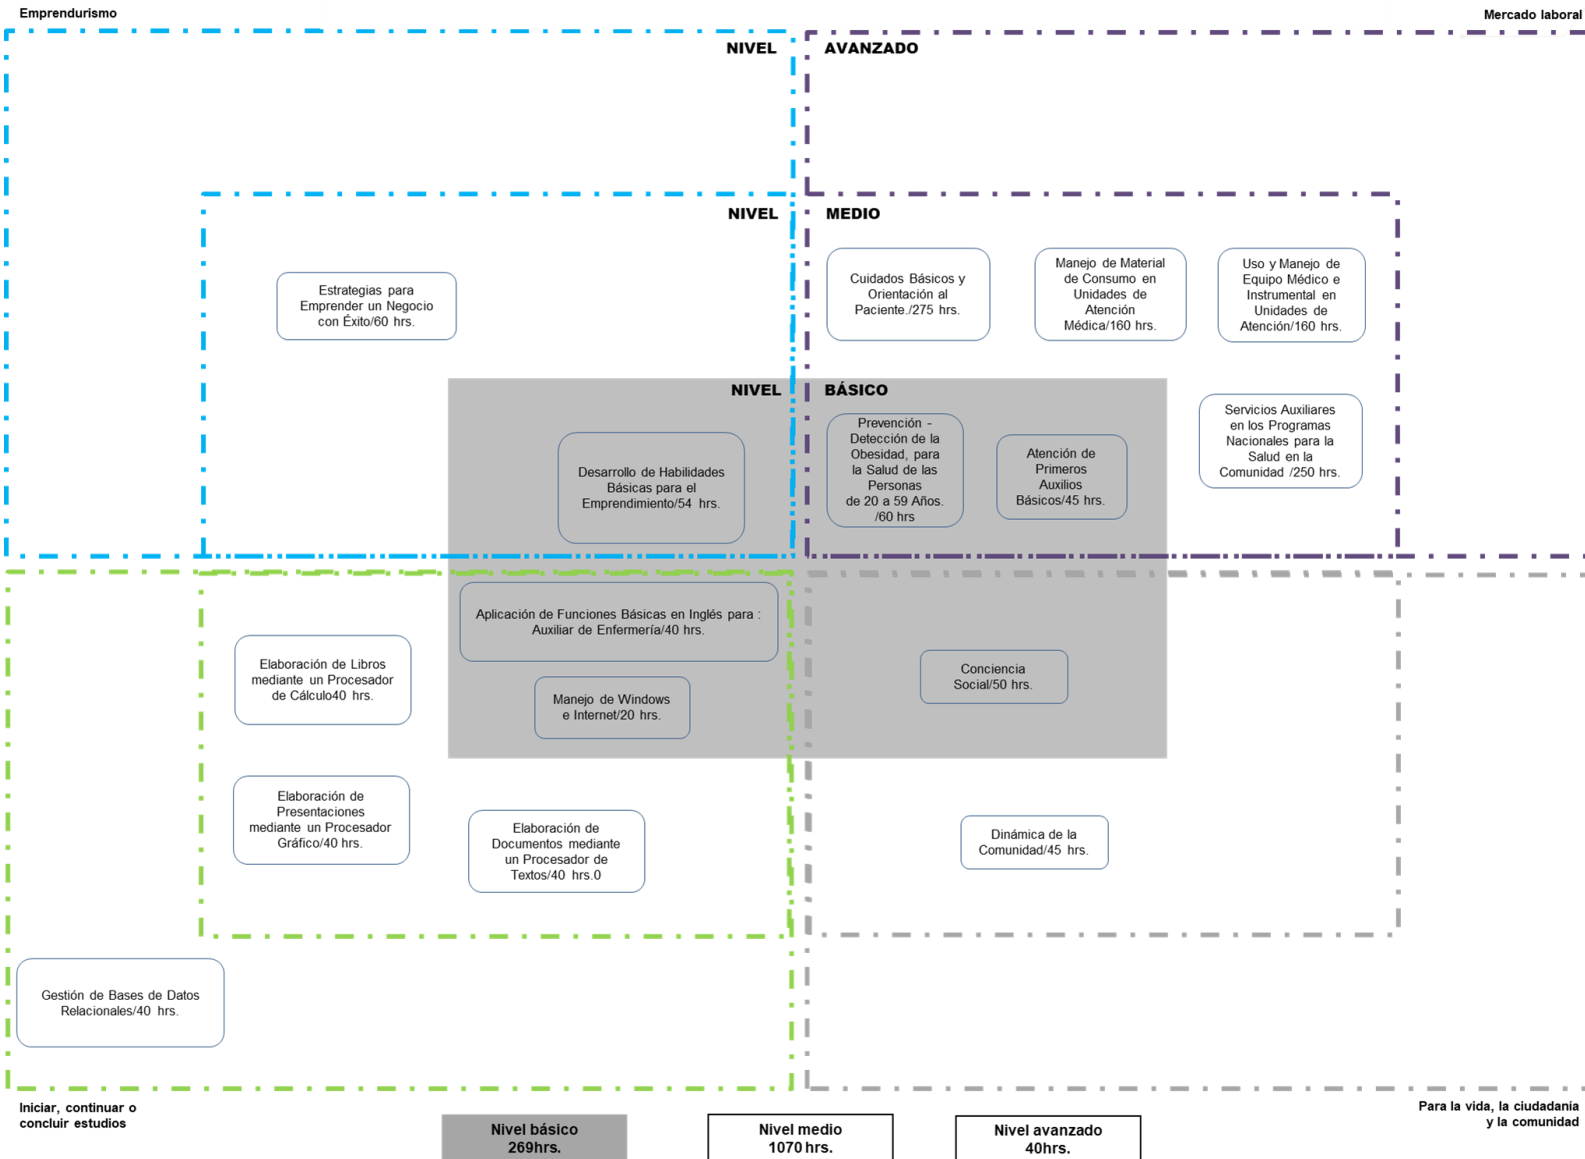 Emprendurismo
Mercado laboral
NIVEL AVANZADO
NIVEL MEDIO
Estrategias para
Emprender un Negocio
con Éxito/60 hrs.
Cuidados Básicos y
Orientación al
Paciente./275 hrs.
Manejo de Material
de Consumo en
Unidades de
Atención
Médica/160 hrs.
Uso y Manejo de
Equipo Médico e
Instrumental en
Unidades de
Atención/160 hrs.
NIVEL BÁSICO
Desarrollo de Habilidades
Básicas para el
Emprendimiento/54 hrs.
Prevención -
Detección de la
Obesidad, para
la Salud de las
Personas
de 20 a 59 Años.
/60 hrs
Atención de
Primeros
Auxilios
Básicos/45 hrs.
Servicios Auxiliares
en los Programas
Nacionales para la
Salud en la
Comunidad /250 hrs.
Aplicación de Funciones Básicas en Inglés para :
Auxiliar de Enfermería/40 hrs.
Elaboración de Libros
mediante un Procesador
de Cálculo40 hrs.
Manejo de Windows
e Internet/20 hrs.
Conciencia
Social/50 hrs.
Elaboración de
Presentaciones
mediante un Procesador
Gráfico/40 hrs.
Elaboración de
Documentos mediante
un Procesador de
Textos/40 hrs.0
Dinámica de la
Comunidad/45 hrs.
Gestión de Bases de Datos
Relacionales/40 hrs.
Iniciar, continuar o
concluir estudios
Nivel básico
269hrs.
Nivel medio
1070 hrs.
Nivel avanzado
40hrs.
Para la vida, la ciudadania
y la comunidad